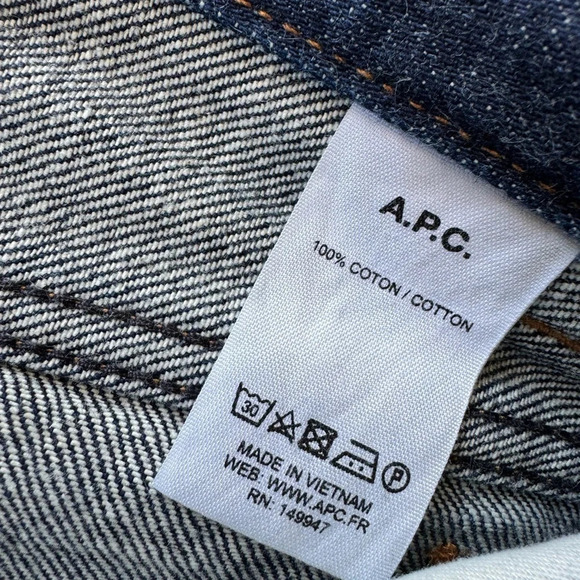 A.P.C.
100% COTON / COTTON
30 P
MADE IN VIETNAM
WEB: WWW.APC.FR
RN: 149947